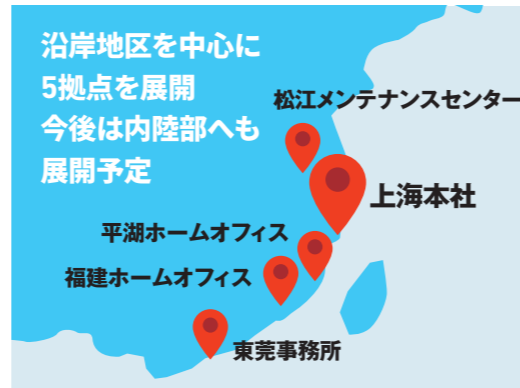 沿岸地区を中心に
5拠点を展開
今後は内陸部へも
展開予定
松江メンテナンスセンター
上海本社
平湖ホームオフィス
福建ホームオフィス
東莞事務所